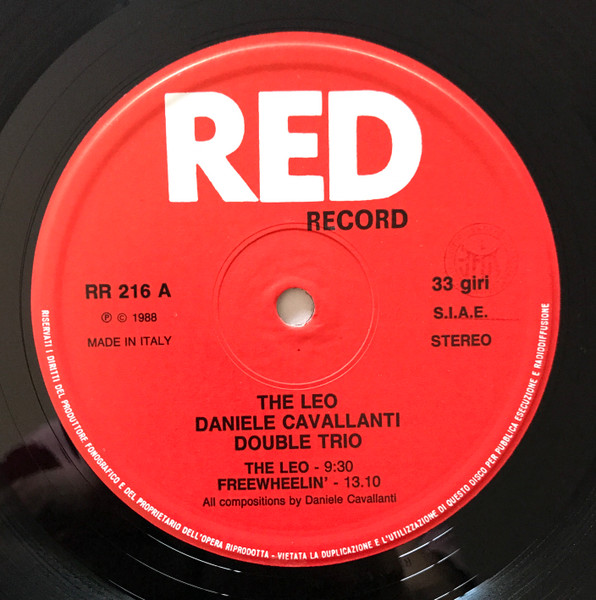 RED
RECORD
RR 216 A
℗ © 1988
MADE IN ITALY
33 giri
S.I.A.E.
STEREO
THE LEO
DANIELE CAVALLANTI
DOUBLE TRIO
THE LEO - 9:30
FREEWHEELIN' - 13.10
All compositions by Daniele Cavallanti
RISERVATI I DIRITTI DEL PRODUTTORE FONOGRAFICO E DEL PROPRIETARIO DELL'OPERA RIPRODOTTA - VIETATA LA DUPLICAZIONE E L'UTILIZZAZIONE DI QUESTO DISCO PER PUBBLICA ESECUZIONE E RADIODIFFUSIONE